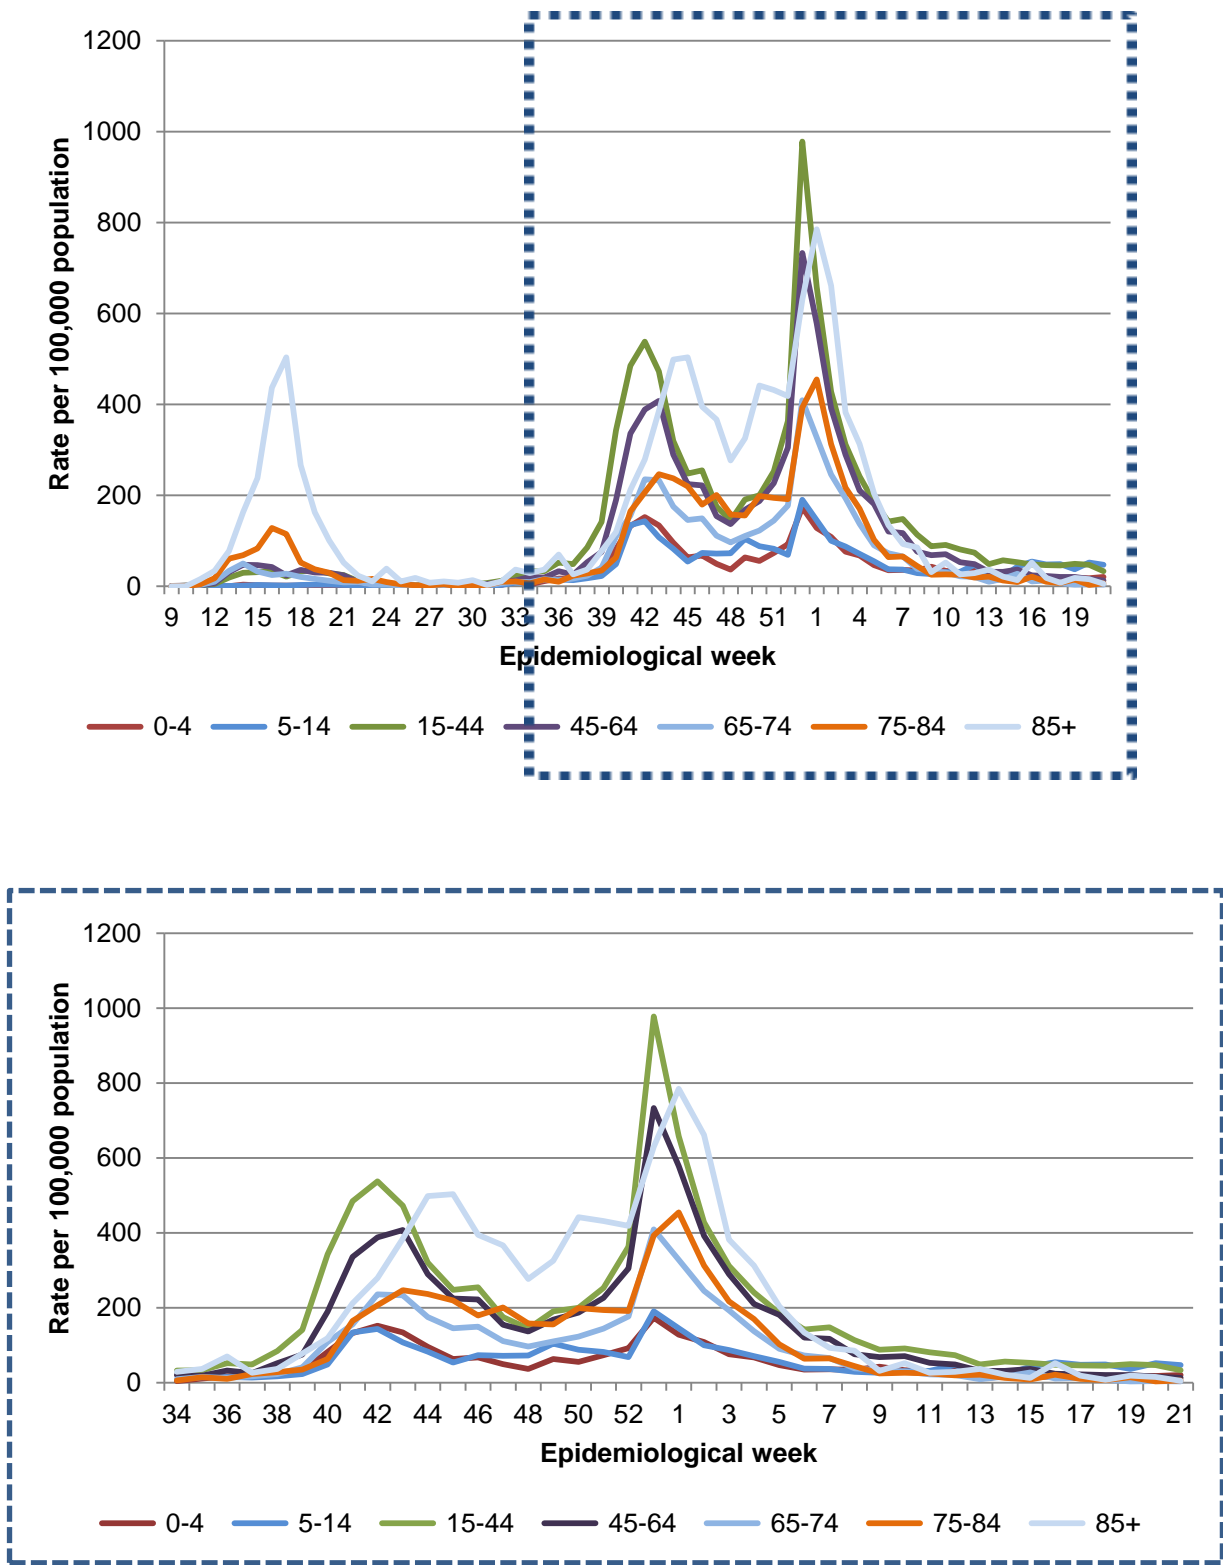 1200
1000
800
600
400
200
0
Rate per 100,000 population
9 12 15 18 21 24 27 30 33 36 39 42 45 48 51 1 4 7 10 13 16 19
Epidemiological week
0-4 5-14 15-44 45-64 65-74 75-84 85+
1200
1000
800
600
400
200
0
Rate per 100,000 population
34 36 38 40 42 44 46 48 50 52 1 3 5 7 9 11 13 15 17 19 21
Epidemiological week
0-4 5-14 15-44 45-64 65-74 75-84 85+